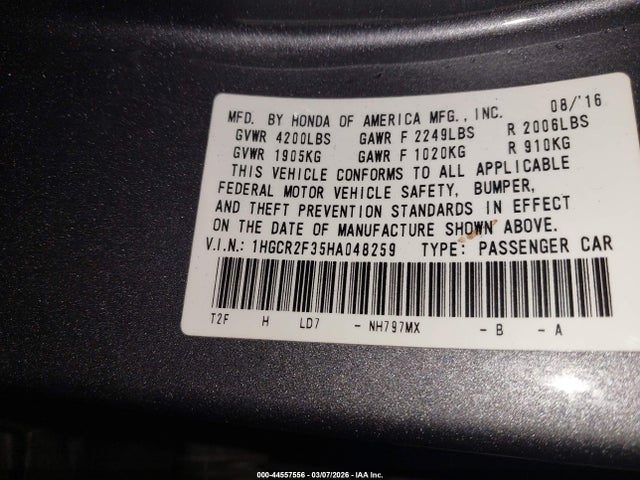 MFD. BY HONDA OF AMERICA MFG., INC. 08/'16
GVWR 4200LBS GAWR F 2249LBS R 2006LBS
GVWR 1905KG GAWR F 1020KG R 910KG
THIS VEHICLE CONFORMS TO ALL APPLICABLE
FEDERAL MOTOR VEHICLE SAFETY, BUMPER,
AND THEFT PREVENTION STANDARDS IN EFFECT
ON THE DATE OF MANUFACTURE SHOWN ABOVE.
V.I.N.: 1HGCR2F35HA048259 TYPE: PASSENGER CAR
T2F H LD7 - NH797MX - B - A
000-44557556 - 03/07/2026 - IAA Inc.